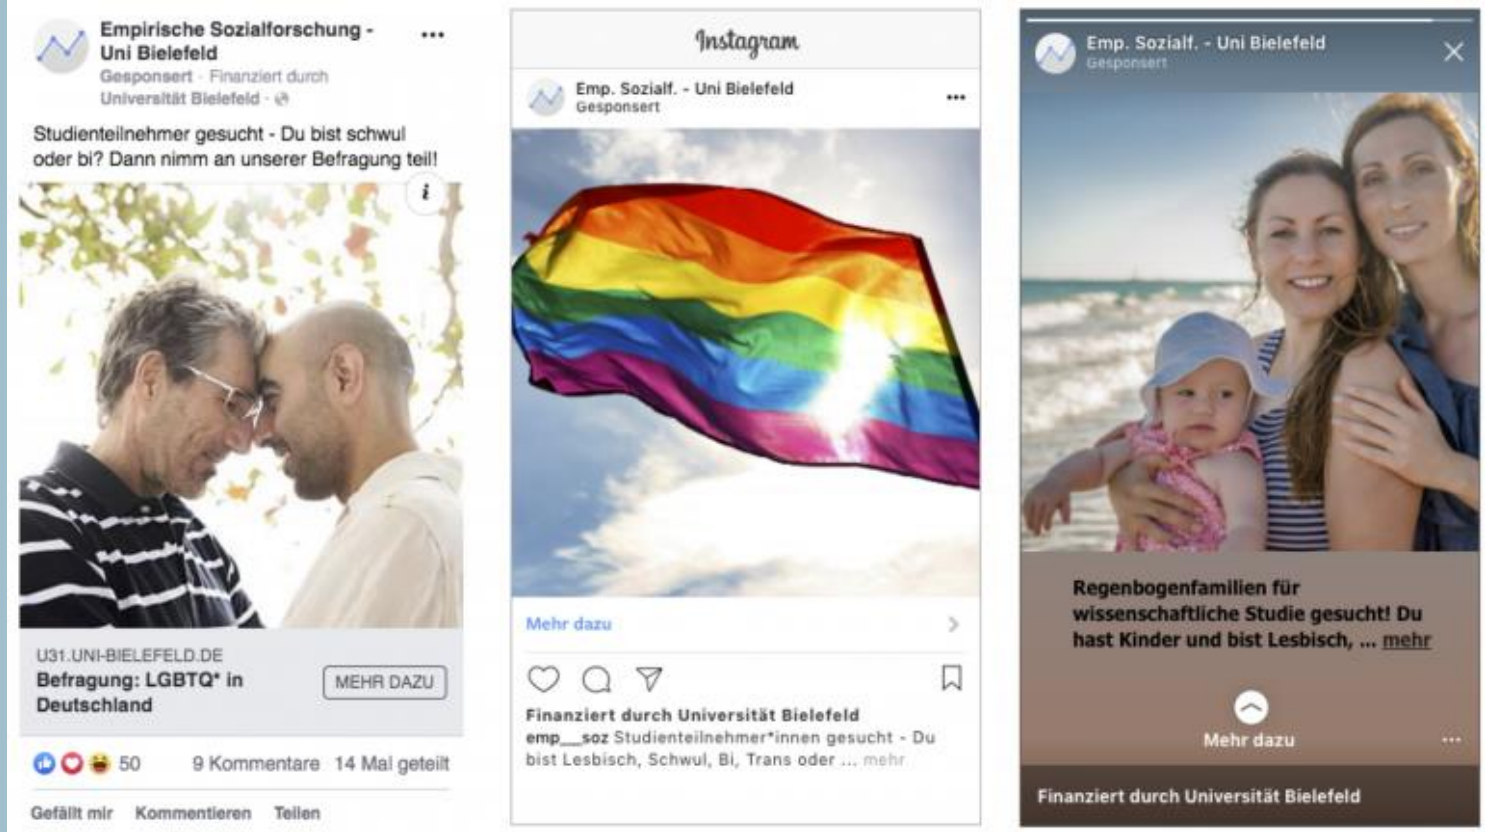 Empirische Sozialforschung -
Uni Bielefeld
Gesponsert · Finanziert durch
Universität Bielefeld ·
Studienteilnehmer gesucht - Du bist schwul
oder bi? Dann nimm an unserer Befragung teil!
i
U31.UNI-BIELEFELD.DE
Befragung: LGBTQ* in
Deutschland
MEHR DAZU
50
9 Kommentare 14 Mal geteilt
Gefällt mir Kommentieren Teilen
Instagram
Emp. Sozialf. - Uni Bielefeld
Gesponsert
Mehr dazu
Finanziert durch Universität Bielefeld
emp__soz Studienteilnehmer*innen gesucht - Du
bist Lesbisch, Schwul, Bi, Trans oder ... mehr
Emp. Sozialf. - Uni Bielefeld
Gesponsert
Regenbogenfamilien für
wissenschaftliche Studie gesucht! Du
hast Kinder und bist Lesbisch, ... mehr
Mehr dazu
Finanziert durch Universität Bielefeld